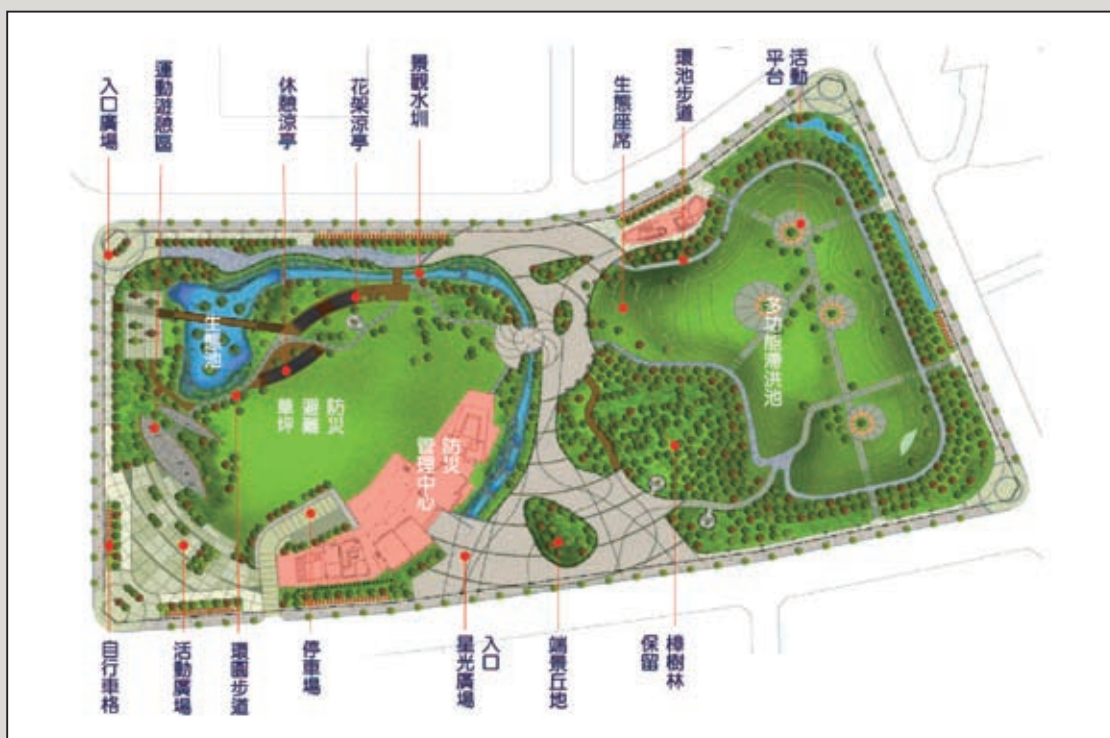 入口廣場
運動遊憩區
休憩涼亭
花架涼亭
景觀水圳
生態座席
環池步道
活動
平台
生態池
防災
避難
草坪
防災
管理中心
多功能滯洪池
自行車格
活動廣場
環園步道
停車場
入口
星光廣場
端景丘地
樟樹林
保留